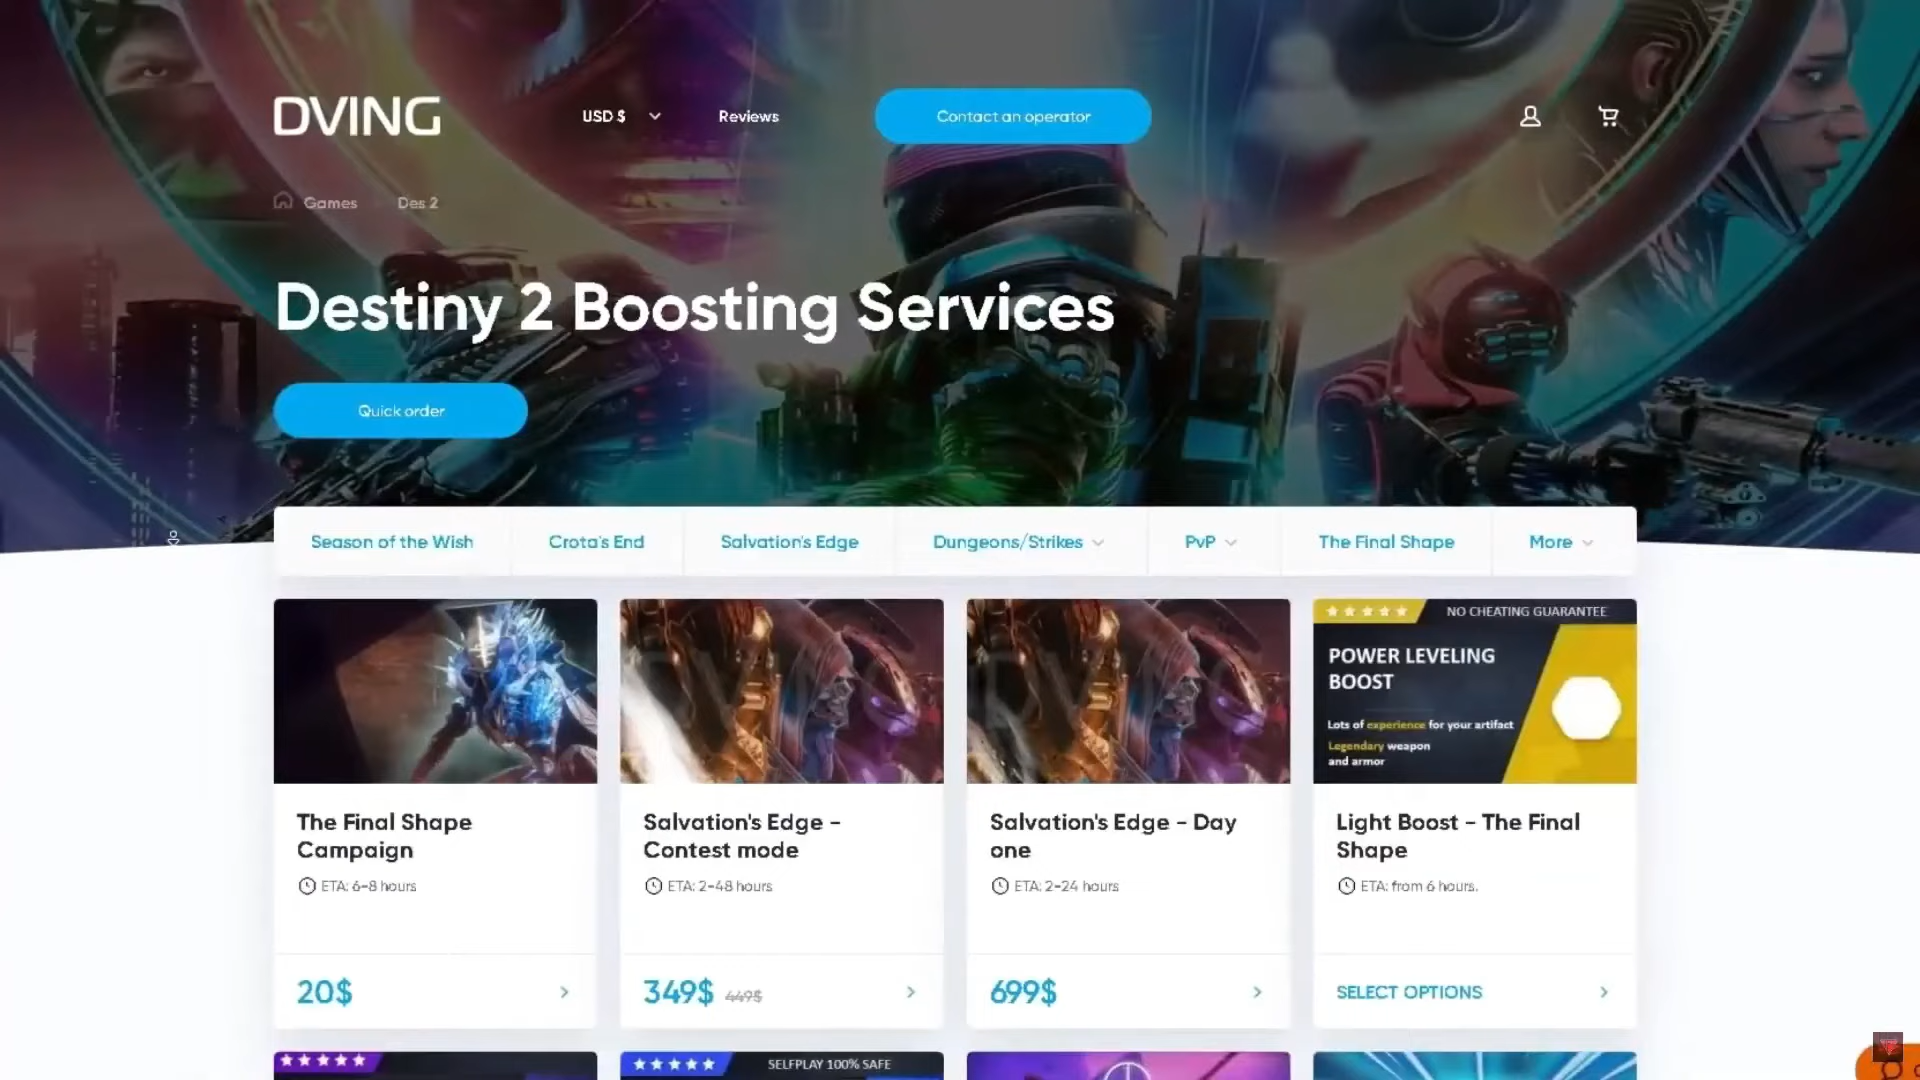 DVING
USD $
Reviews
Contact an operator
Games
Des 2
Destiny 2 Boosting Services
Quick order
Season of the Wish
Crota's End
Salvation's Edge
Dungeons/Strikes
PvP
The Final Shape
More
NO CHEATING GUARANTEE
POWER LEVELING
BOOST
Lots of experience for your artifact
Legendary weapon
and armor
The Final Shape
Campaign
ETA: 6-8 hours
20$
Salvation's Edge -
Contest mode
ETA: 2-48 hours
349$ 449$
Salvation's Edge - Day
one
ETA: 2-24 hours
699$
Light Boost - The Final
Shape
ETA: from 6 hours.
SELECT OPTIONS
SELFPLAY 100% SAFE